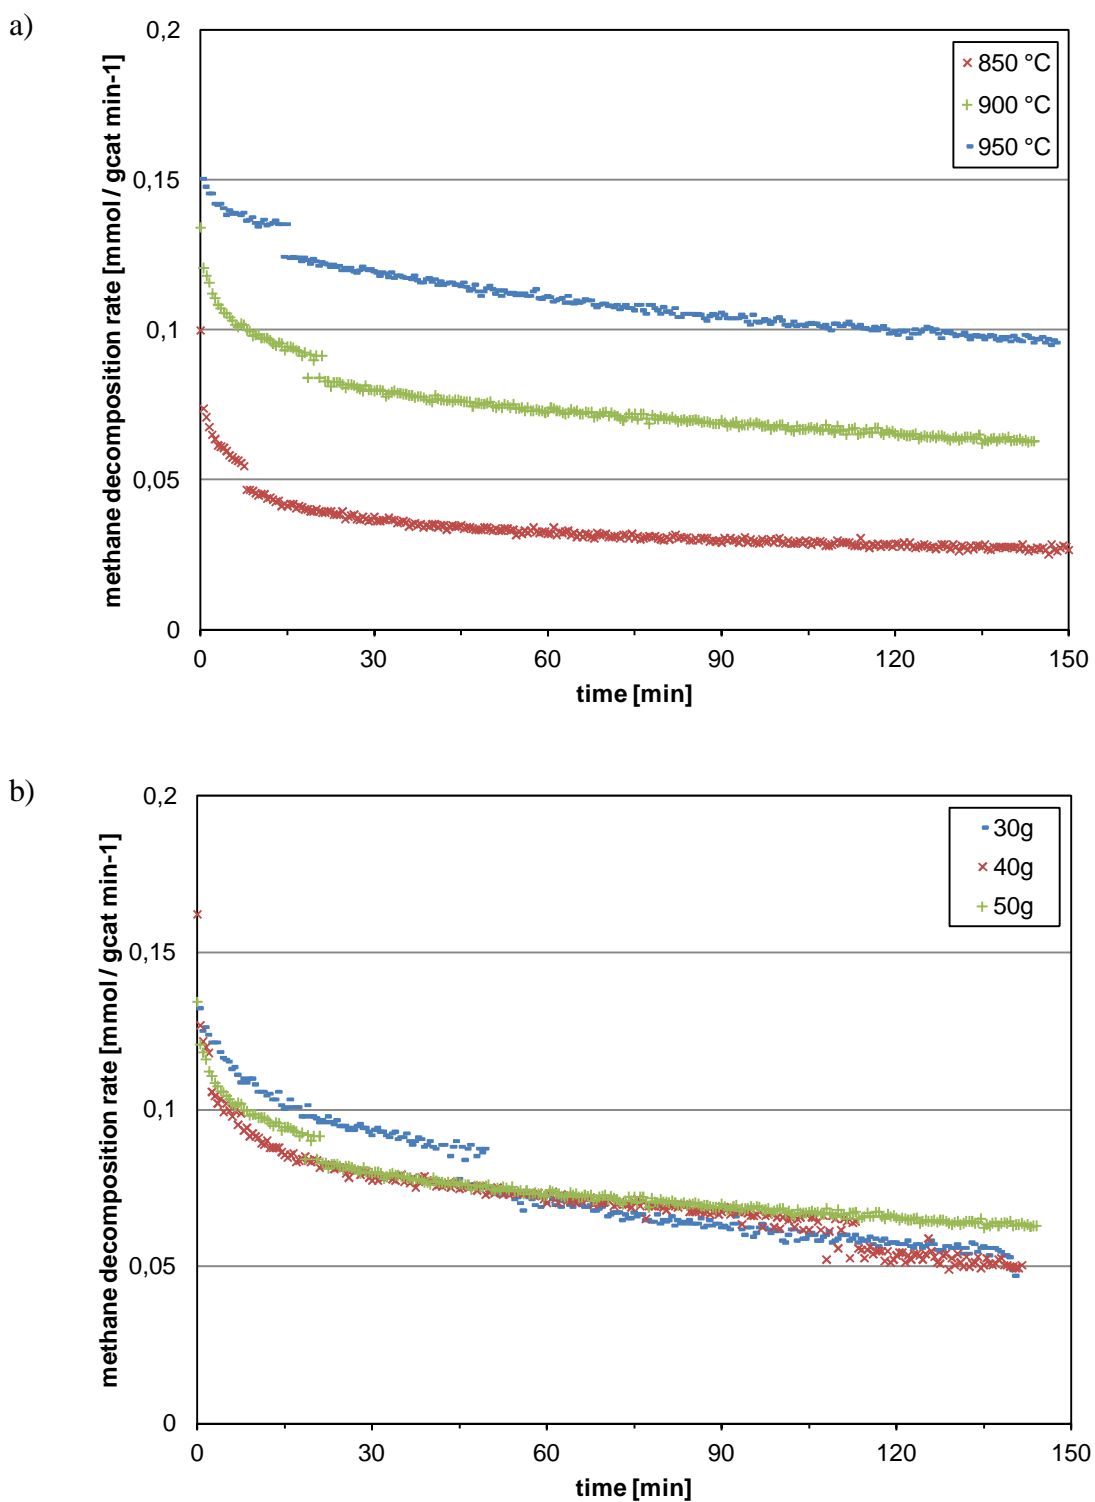 a)
0,2
0,15
0,1
0,05
0
methane decomposition rate [mmol / gcat min-1]
850 °C
900 °C
950 °C
0 30 60 90 120 150
time [min]
b)
0,2
0,15
0,1
0,05
0
methane decomposition rate [mmol / gcat min-1]
30g
40g
50g
0 30 60 90 120 150
time [min]